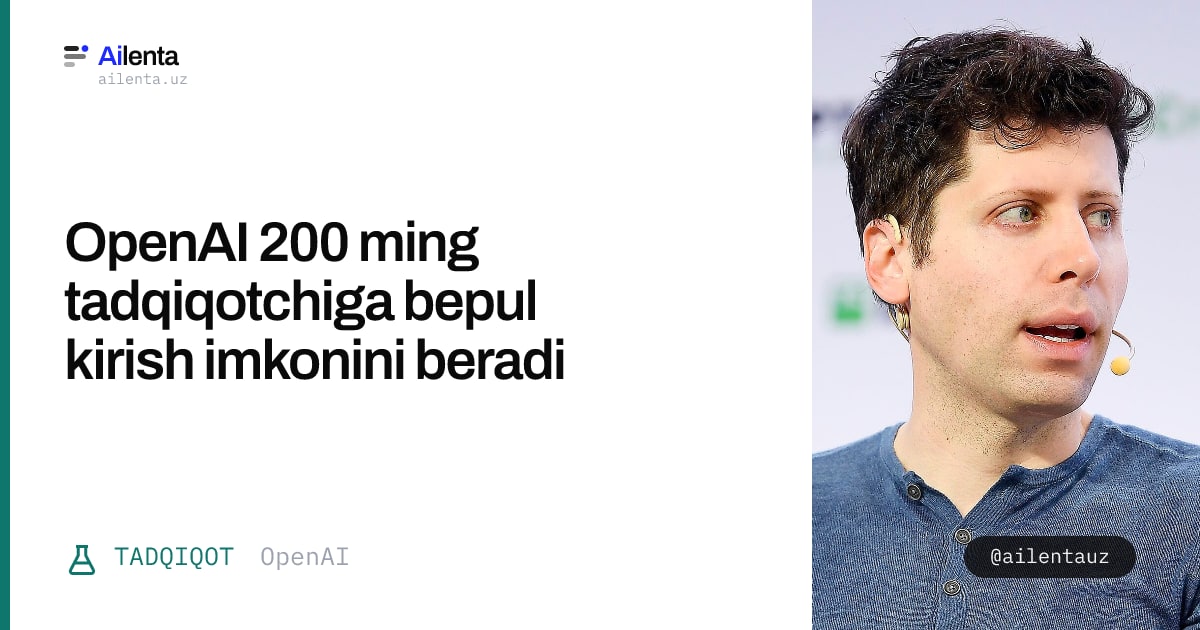 Ailenta
ailenta.uz
OpenAI 200 ming
tadqiqotchiga bepul
kirish imkonini beradi
TADQIQOT OpenAI
@ailentauz